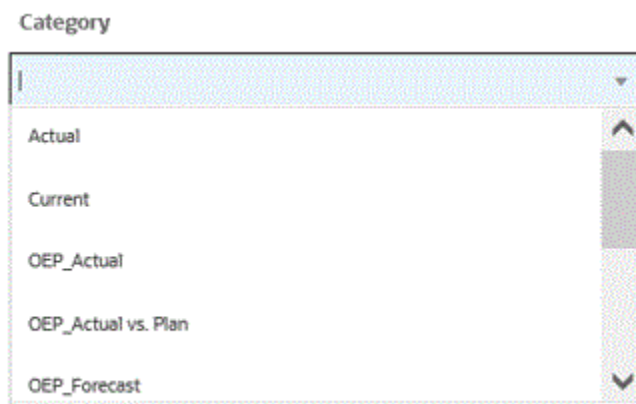 Category
Actual
Current
OEP_Actual
OEP_Actual vs. Plan
OEP_Forecast